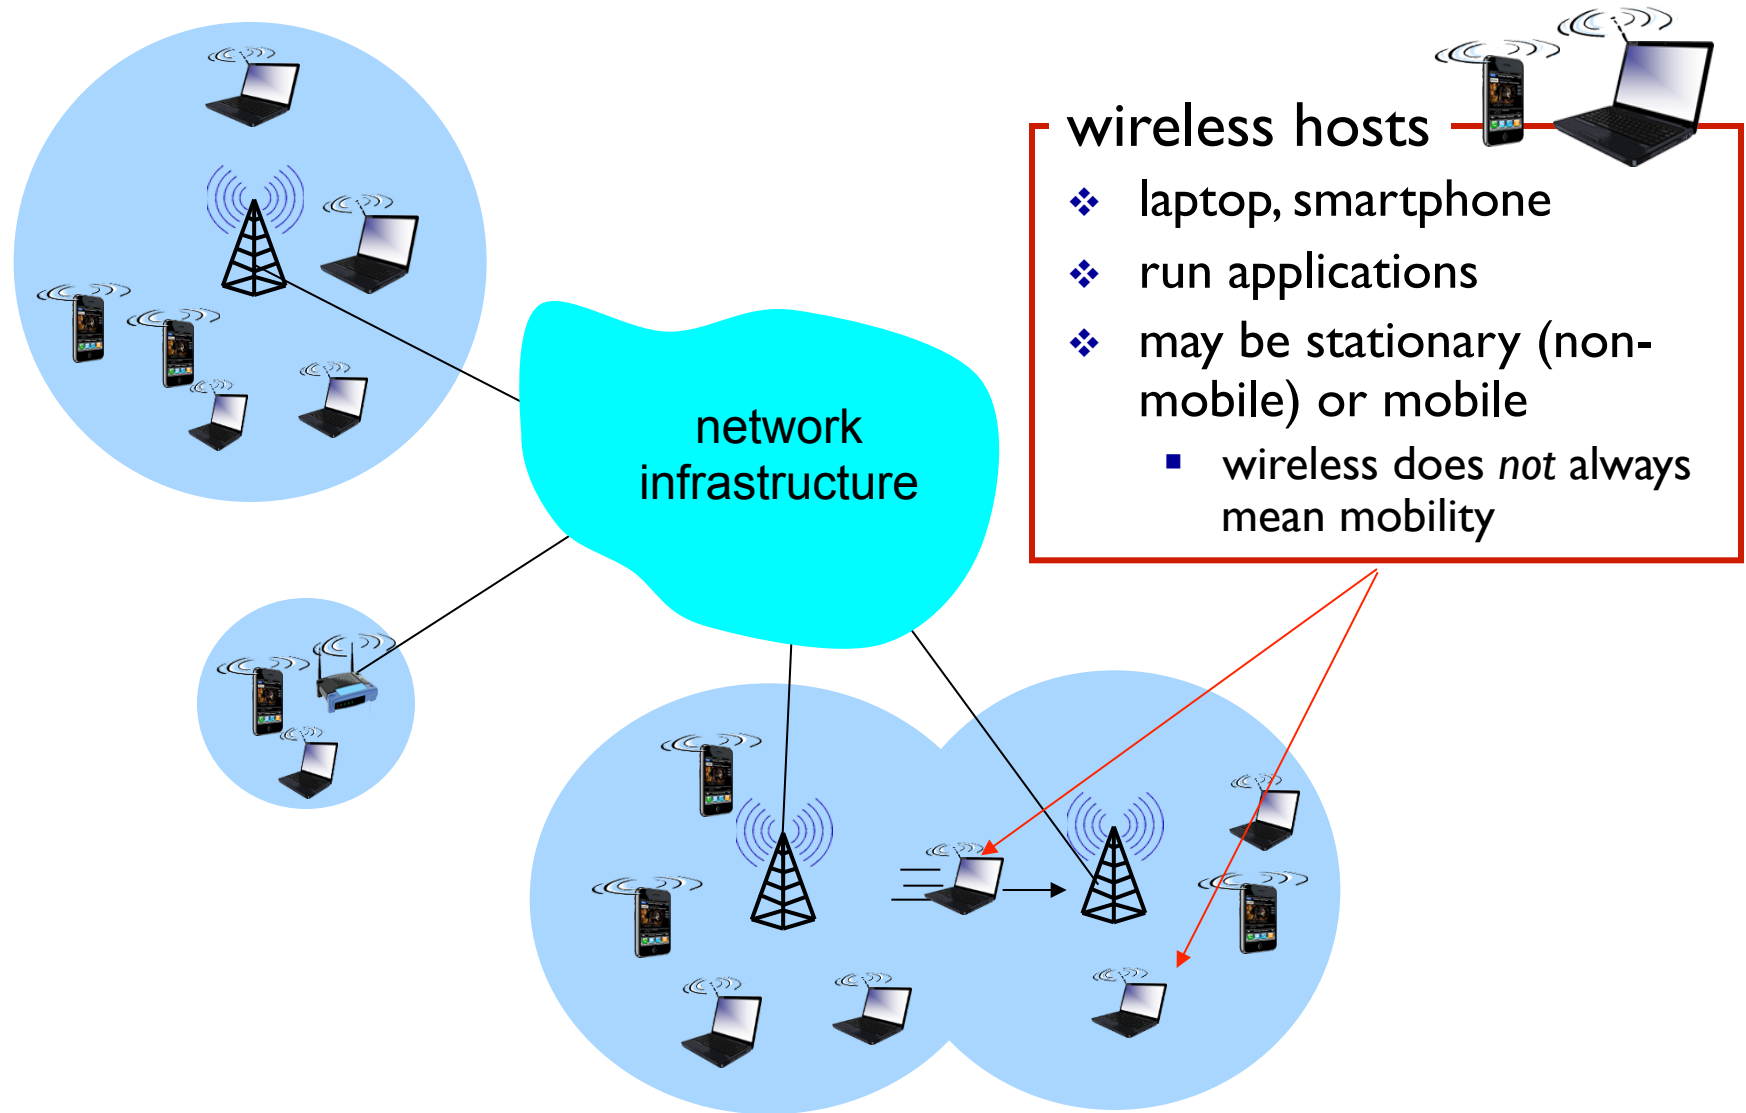 wireless hosts
❖ laptop, smartphone
❖ run applications
❖ may be stationary (non-
mobile) or mobile
▪ wireless does not always
mean mobility
network
infrastructure